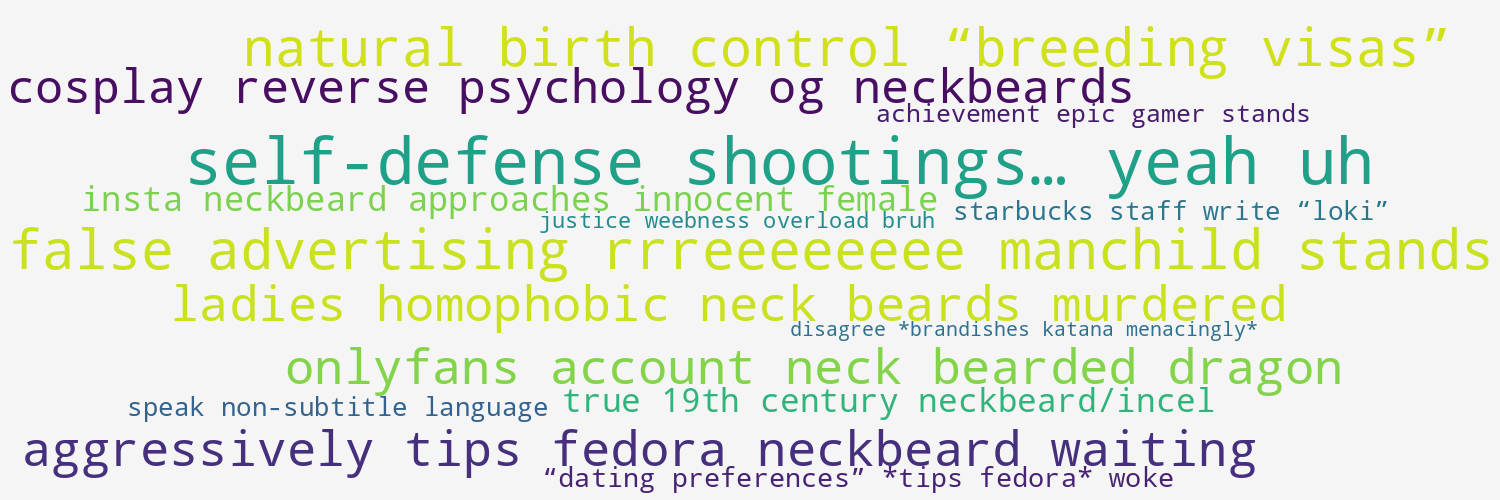 natural birth control “breeding visas”
cosplay reverse psychology og neckbeards
achievement epic gamer stands
self-defense shootings… yeah uh
insta neckbeard approaches innocent female
starbucks staff write “loki”
justice weebness overload bruh
false advertising rrreeeeeeeee manchild stands
ladies homophobic neck beards murdered
disagree *brandishes katana menacingly*
onlyfans account neck bearded dragon
true 19th century neckbeard/incel
speak non-subtitle language
aggressively tips fedora neckbeard waiting
“dating preferences” *tips fedora* woke